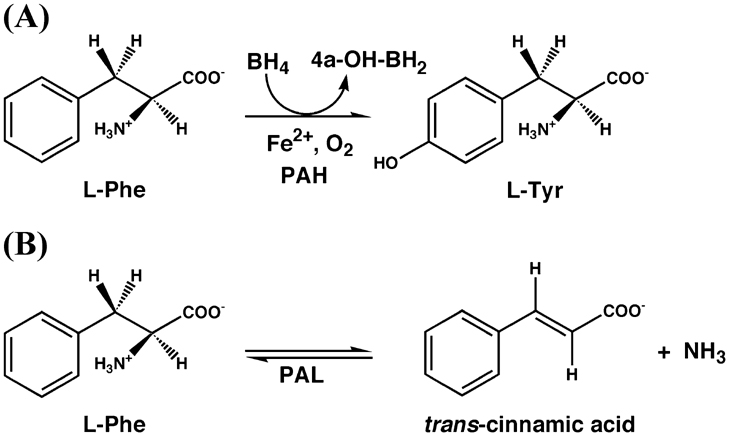 (A)
H H
COO⁻
H₃N⁺ H
L-Phe
BH₄ 4a-OH-BH₂
Fe²⁺, O₂
PAH
H H
COO⁻
H₃N⁺ H
HO
L-Tyr
(B)
H H
COO⁻
H₃N⁺ H
L-Phe
PAL
H
COO⁻
H
+ NH₃
trans-cinnamic acid